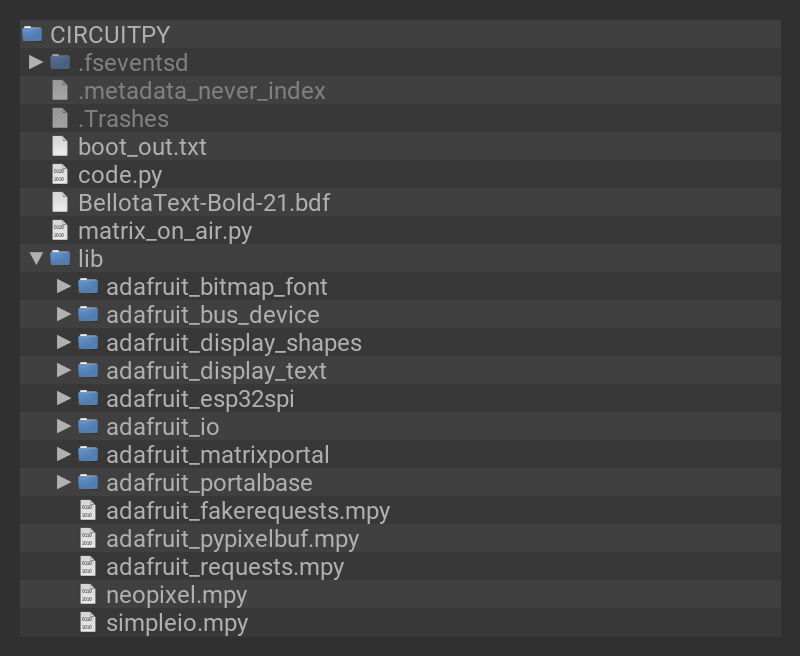 CIRCUITPY
.fseventsd
.metadata_never_index
.Trashes
boot_out.txt
code.py
BellotaText-Bold-21.bdf
matrix_on_air.py
lib
adafruit_bitmap_font
adafruit_bus_device
adafruit_display_shapes
adafruit_display_text
adafruit_esp32spi
adafruit_io
adafruit_matrixportal
adafruit_portalbase
adafruit_fakerequests.mpy
adafruit_pypixelbuf.mpy
adafruit_requests.mpy
neopixel.mpy
simpleio.mpy